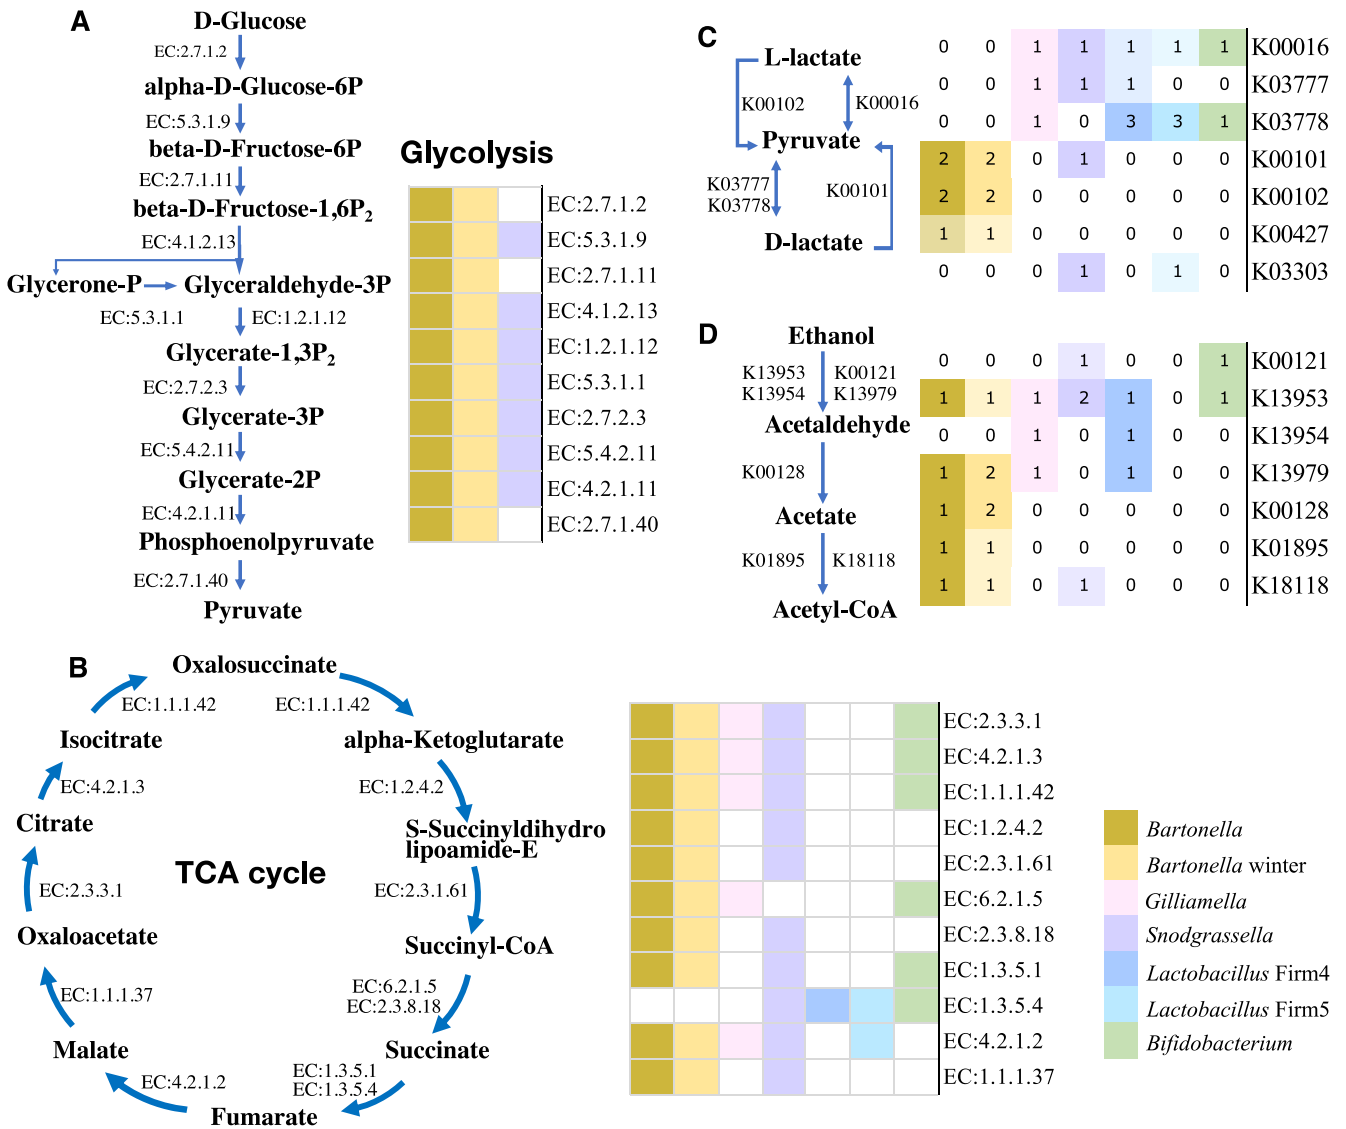 A
D-Glucose
EC:2.7.1.2
alpha-D-Glucose-6P
EC:5.3.1.9
beta-D-Fructose-6P
EC:2.7.1.11
beta-D-Fructose-1,6P2
EC:4.1.2.13
Glycerone-P
Glyceraldehyde-3P
EC:5.3.1.1
EC:1.2.1.12
Glycerate-1,3P2
EC:2.7.2.3
Glycerate-3P
EC:5.4.2.11
Glycerate-2P
EC:4.2.1.11
Phosphoenolpyruvate
EC:2.7.1.40
Pyruvate
Glycolysis
EC:2.7.1.2
EC:5.3.1.9
EC:2.7.1.11
EC:4.1.2.13
EC:1.2.1.12
EC:5.3.1.1
EC:2.7.2.3
EC:5.4.2.11
EC:4.2.1.11
EC:2.7.1.40
C
L-lactate
K00102
K00016
Pyruvate
K03777
K03778
K00101
D-lactate
0 0 1 1 1 1 1 K00016
0 0 1 1 1 0 0 K03777
0 0 1 0 3 3 1 K03778
2 2 0 1 0 0 0 K00101
2 2 0 0 0 0 0 K00102
1 1 0 0 0 0 0 K00427
0 0 0 1 0 1 0 K03303
D
Ethanol
K13953 K00121
K13954 K13979
Acetaldehyde
K00128
Acetate
K01895 K18118
Acetyl-CoA
0 0 0 1 0 0 1 K00121
1 1 1 2 1 0 1 K13953
0 0 1 0 1 0 0 K13954
1 2 1 0 1 0 0 K13979
1 2 0 0 0 0 0 K00128
1 1 0 0 0 0 0 K01895
1 1 0 1 0 0 0 K18118
B
Oxalosuccinate
EC:1.1.1.42
EC:1.1.1.42
Isocitrate
alpha-Ketoglutarate
EC:4.2.1.3
EC:1.2.4.2
Citrate
S-Succinyldihydro
lipoamide-E
TCA cycle
EC:2.3.3.1
EC:2.3.1.61
Oxaloacetate
Succinyl-CoA
EC:6.2.1.5
EC:2.3.8.18
EC:1.1.1.37
Malate
Succinate
EC:1.3.5.1
EC:1.3.5.4
EC:4.2.1.2
Fumarate
EC:2.3.3.1
EC:4.2.1.3
EC:1.1.1.42
EC:1.2.4.2
EC:2.3.1.61
EC:6.2.1.5
EC:2.3.8.18
EC:1.3.5.1
EC:1.3.5.4
EC:4.2.1.2
EC:1.1.1.37
Bartonella
Bartonella winter
Gilliamella
Snodgrassella
Lactobacillus Firm4
Lactobacillus Firm5
Bifidobacterium